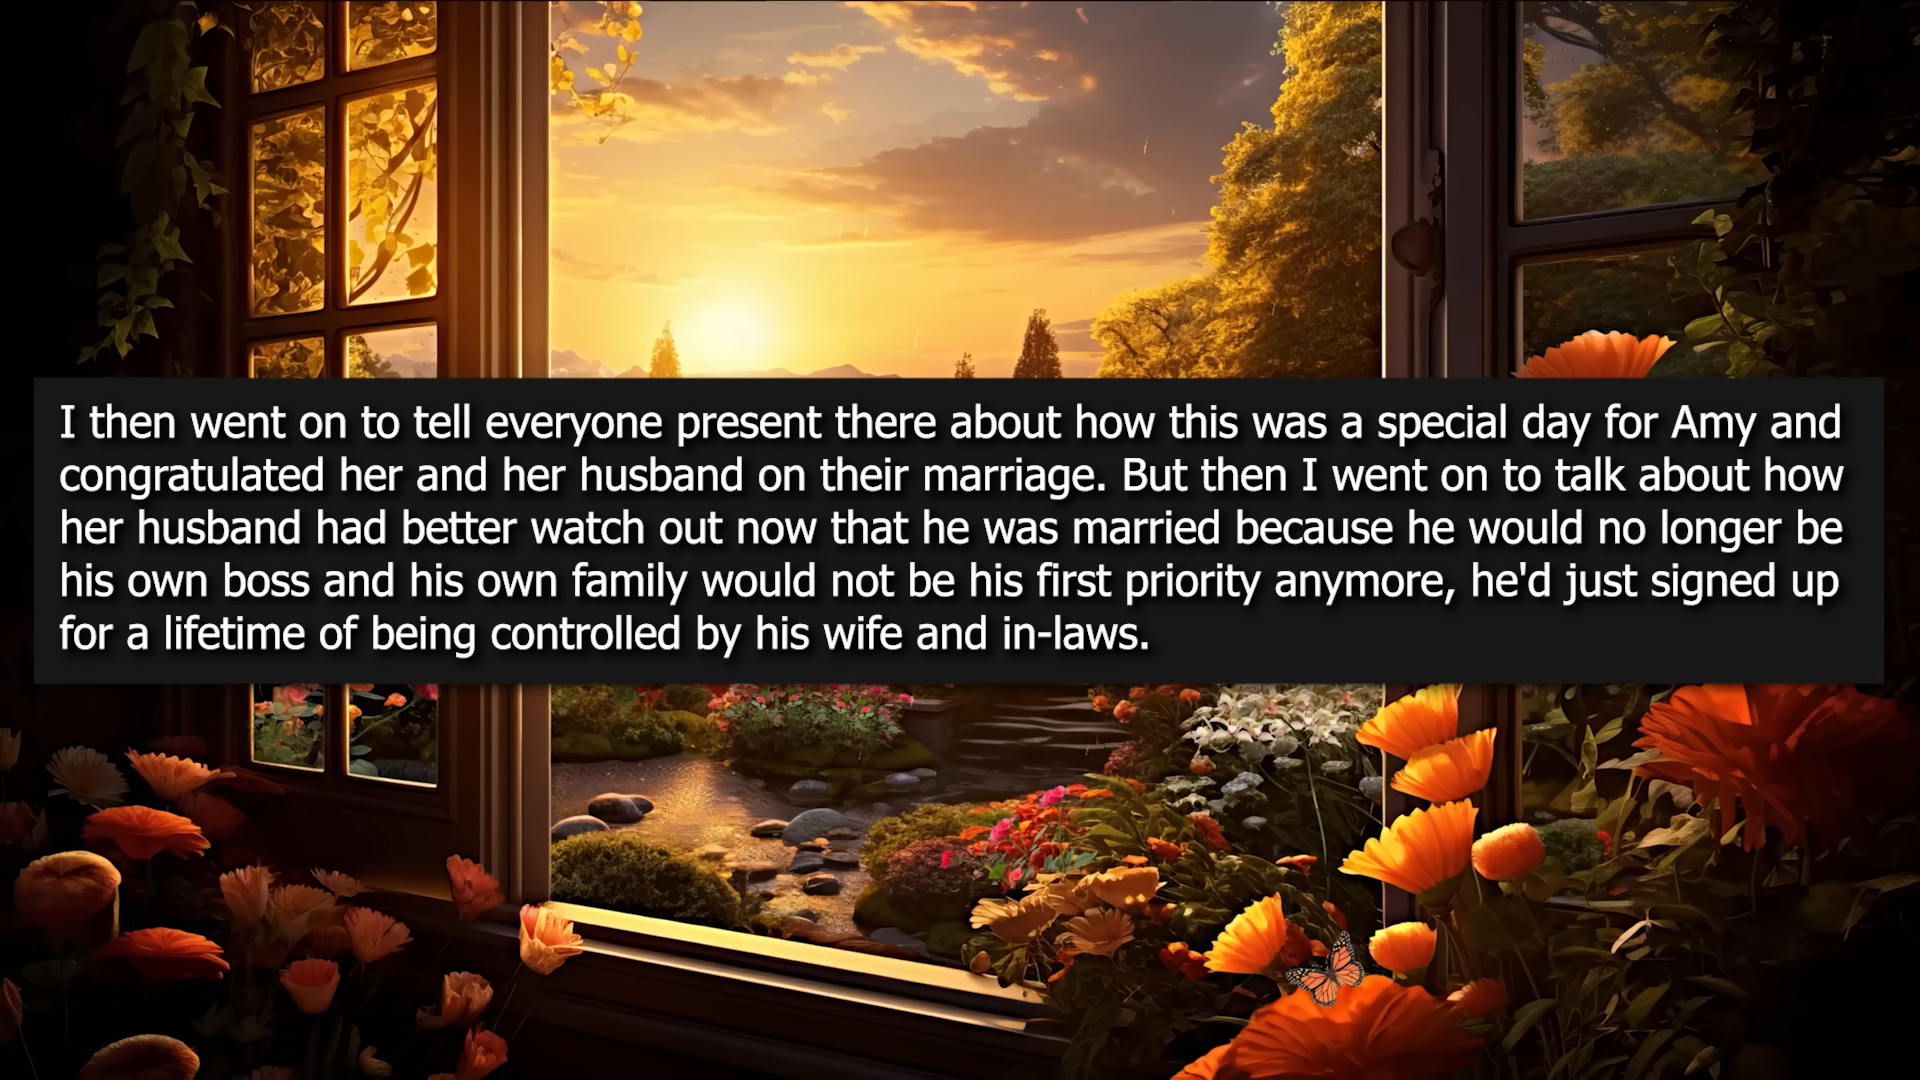 I then went on to tell everyone present there about how this was a special day for Amy and
congratulated her and her husband on their marriage. But then I went on to talk about how
her husband had better watch out now that he was married because he would no longer be
his own boss and his own family would not be his first priority anymore, he'd just signed up
for a lifetime of being controlled by his wife and in-laws.